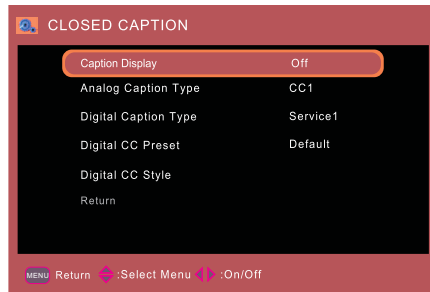 CLOSED CAPTION
Caption Display Off
Analog Caption Type CC1
Digital Caption Type Service1
Digital CC Preset Default
Digital CC Style
Return
MENU Return :Select Menu :On/Off